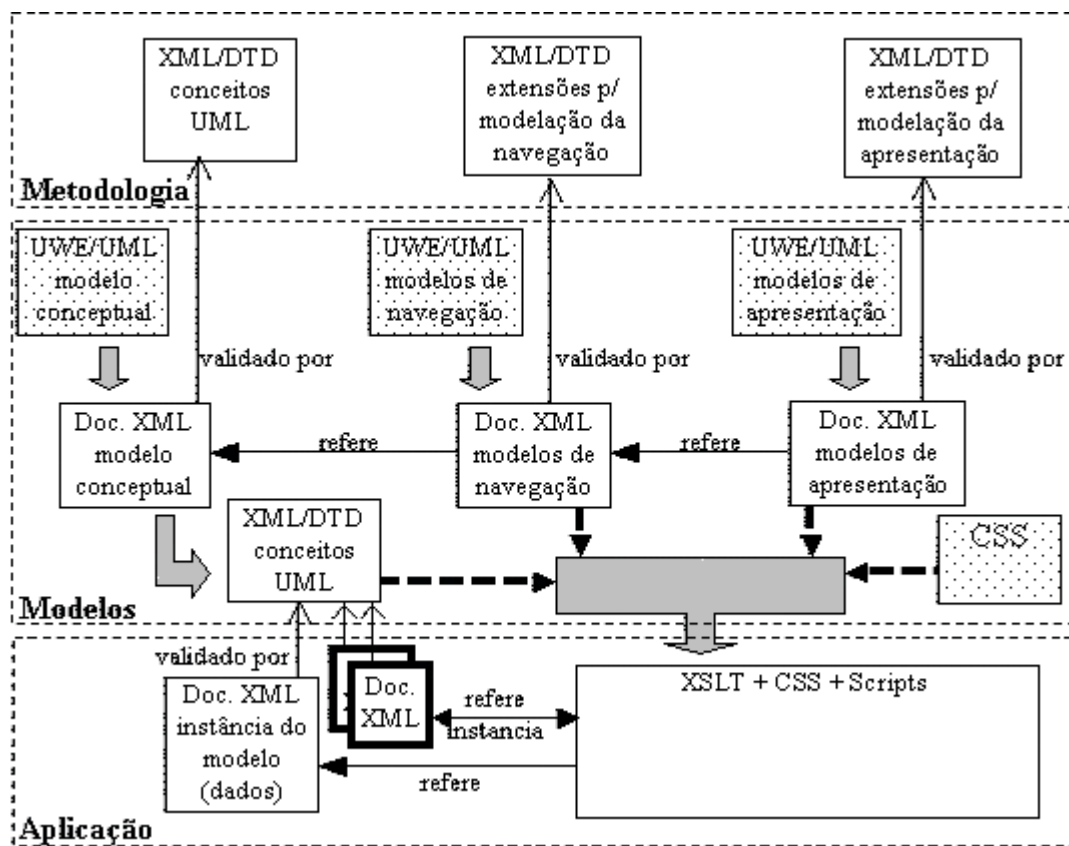 XML/DTD
conceitos
UML
XML/DTD
extensões p/
modelação da
navegação
XML/DTD
extensões p/
modelação da
apresentação
Metodologia
UWE/UML
modelo
conceptual
UWE/UML
modelos de
navegação
UWE/UML
modelos de
apresentação
validado por
validado por
validado por
Doc. XML
modelo
conceptual
refere
Doc. XML
modelos de
navegação
refere
Doc. XML
modelos de
apresentação
XML/DTD
conceitos
UML
CSS
Modelos
validado por
Doc. XML
instância do
modelo
(dados)
Doc.
XML
refere
instancia
refere
XSLT + CSS + Scripts
Aplicação